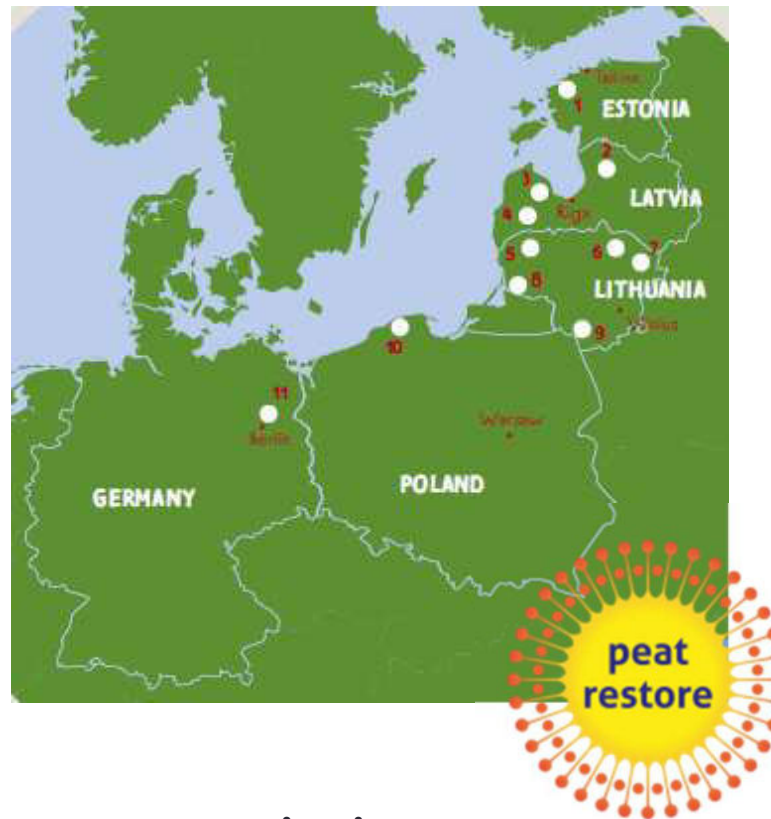 Tallinn
1
ESTONIA
2
3
LATVIA
Riga
4
5
6
7
8
LITHUANIA
Vilnius
9
10
11
Berlin
Warsaw
GERMANY
POLAND
peat
restore